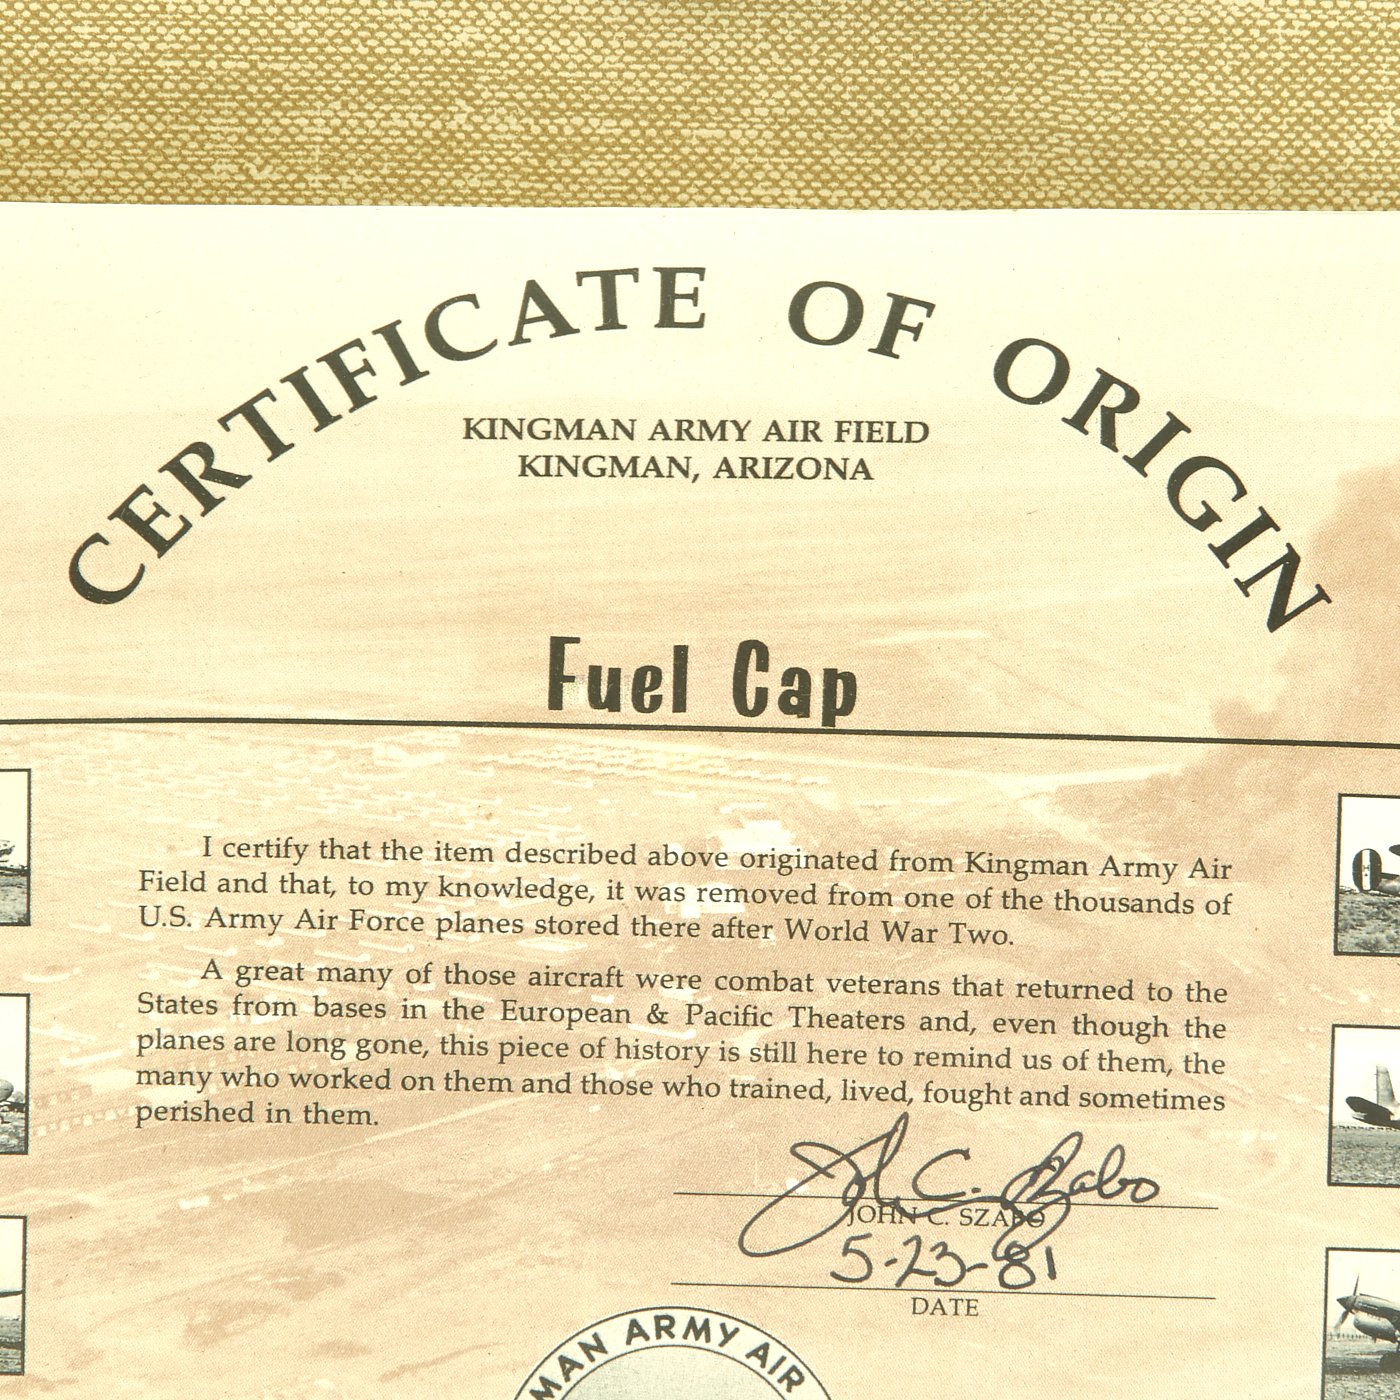 CERTIFICATE OF ORIGIN
KINGMAN ARMY AIR FIELD
KINGMAN, ARIZONA
Fuel Cap
I certify that the item described above originated from Kingman Army Air
Field and that, to my knowledge, it was removed from one of the thousands of
U.S. Army Air Force planes stored there after World War Two.
A great many of those aircraft were combat veterans that returned to the
States from bases in the European & Pacific Theaters and, even though the
planes are long gone, this piece of history is still here to remind us of them, the
many who worked on them and those who trained, lived, fought and sometimes
perished in them.
John C. Szabo
JOHN C. SZABO
5-23-81
DATE
MAN ARMY AIR